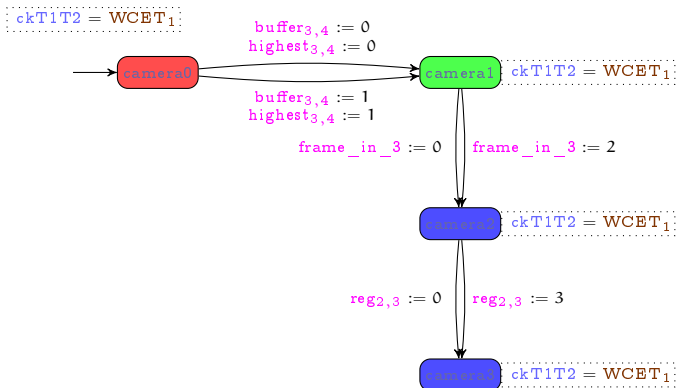 ckT1T2 = WCET₁
buffer₃,₄ := 0
highest₃,₄ := 0
camera0
camera1
ckT1T2 = WCET₁
buffer₃,₄ := 1
highest₃,₄ := 1
frame_in_3 := 0
frame_in_3 := 2
camera2
ckT1T2 = WCET₁
reg₂,₃ := 0
reg₂,₃ := 3
camera3
ckT1T2 = WCET₁